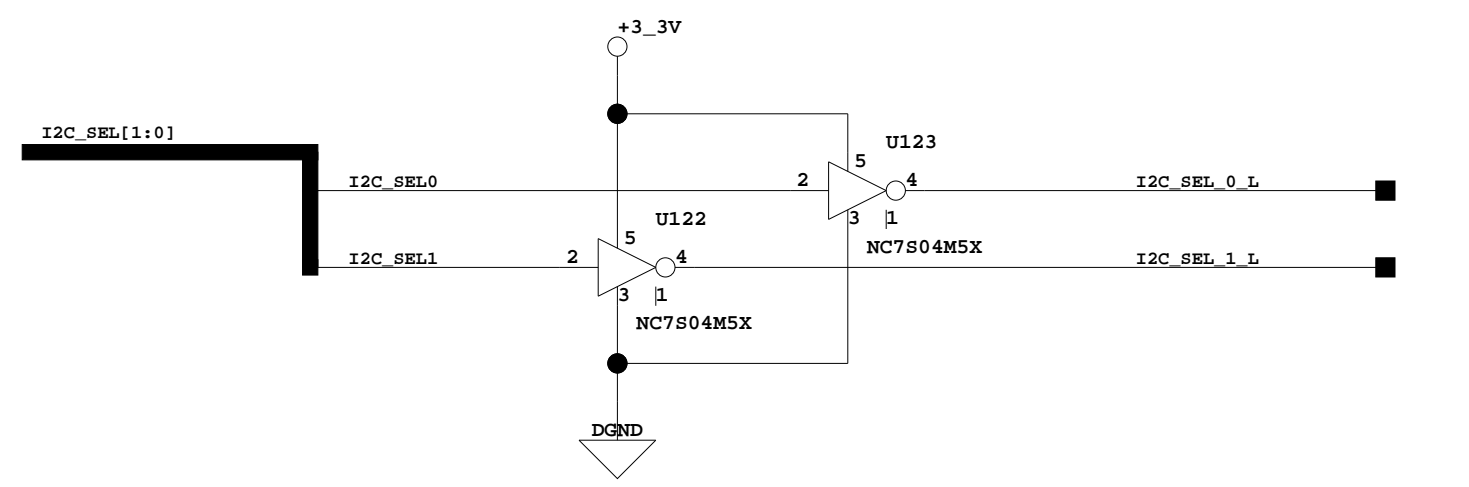 +3_3V
I2C_SEL[1:0]
U123
5
I2C_SEL0
2
4
I2C_SEL_0_L
3
1
U122
NC7S04M5X
5
I2C_SEL1
2
4
I2C_SEL_1_L
3
1
NC7S04M5X
DGND